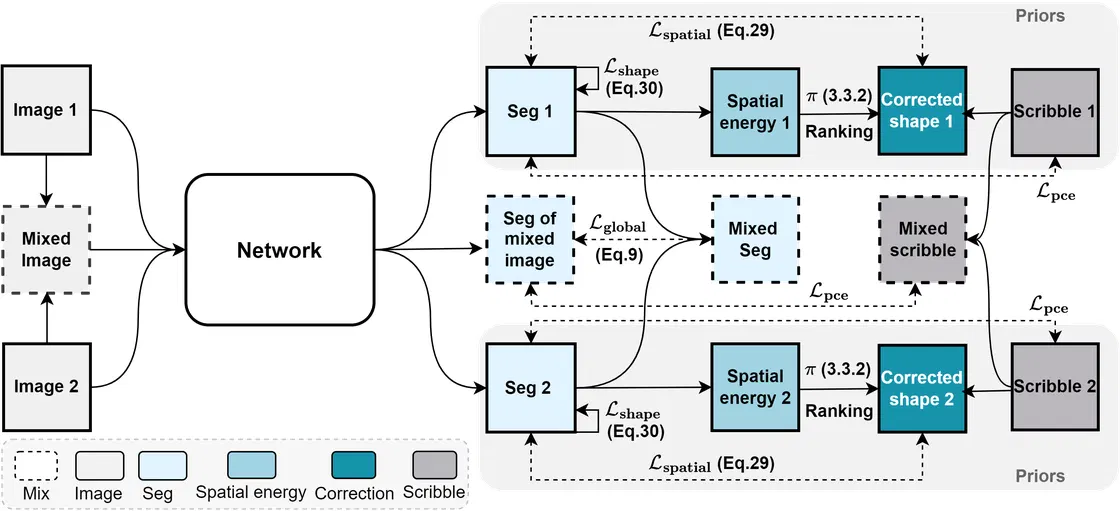 Priors
ℒspatial (Eq.29)
Image 1
Seg 1
ℒshape
(Eq.30)
Spatial
energy 1
π (3.3.2)
Ranking
Corrected
shape 1
Scribble 1
ℒpce
Mixed
Image
Network
Seg of
mixed
image
ℒglobal
(Eq.9)
Mixed
Seg
Mixed
scribble
ℒpce
ℒpce
Image 2
Seg 2
ℒshape
(Eq.30)
Spatial
energy 2
π (3.3.2)
Ranking
Corrected
shape 2
Scribble 2
ℒspatial (Eq.29)
Priors
Mix
Image
Seg
Spatial energy
Correction
Scribble